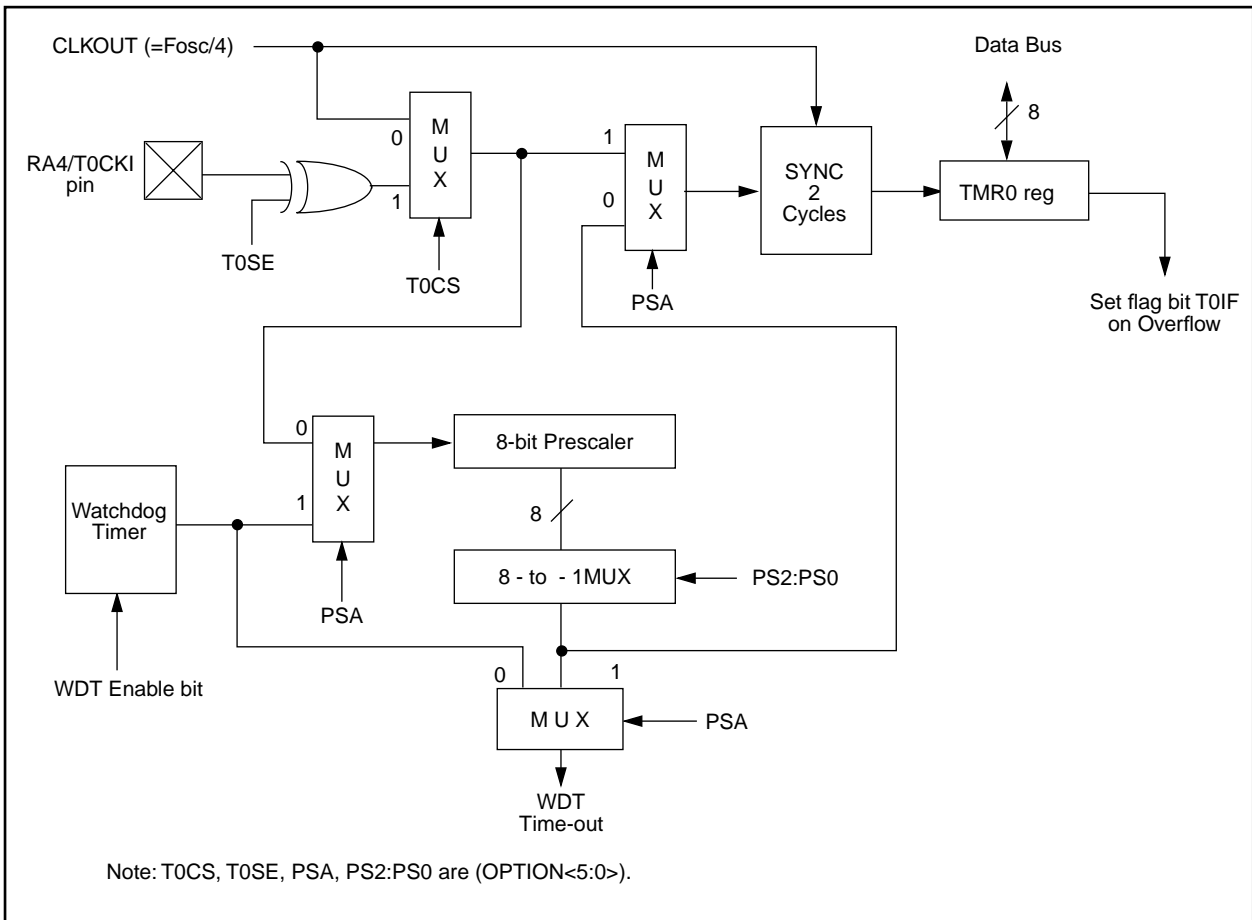 CLKOUT (=Fosc/4)
Data Bus
8
RA4/T0CKI
pin
T0SE
0
1
M
U
X
T0CS
1
0
M
U
X
PSA
SYNC
2
Cycles
TMR0 reg
Set flag bit T0IF
on Overflow
0
1
M
U
X
PSA
8-bit Prescaler
8
8 - to - 1MUX
PS2:PS0
Watchdog
Timer
WDT Enable bit
0
1
M U X
PSA
WDT
Time-out
Note: T0CS, T0SE, PSA, PS2:PS0 are (OPTION<5:0>).